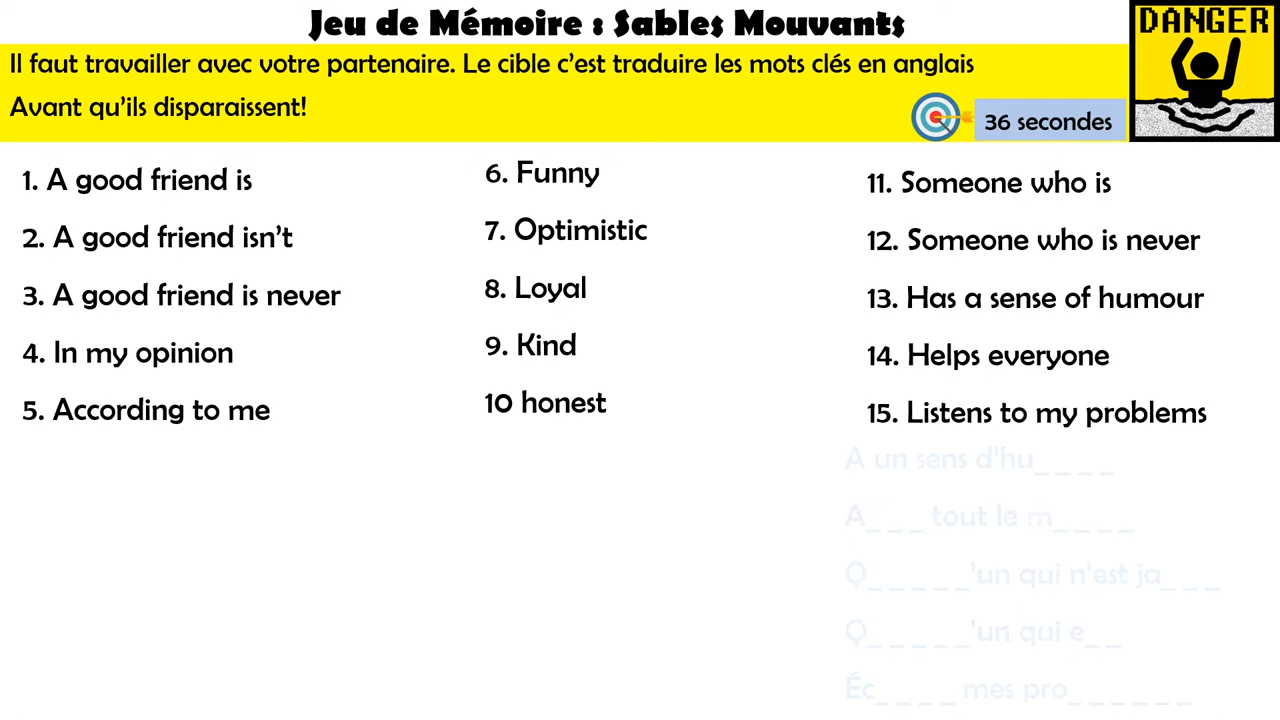 Jeu de Mémoire : Sables Mouvants
DANGER
Il faut travailler avec votre partenaire. Le cible c'est traduire les mots clés en anglais
Avant qu'ils disparaissent!
36 secondes
1. A good friend is
2. A good friend isn't
3. A good friend is never
4. In my opinion
5. According to me
6. Funny
7. Optimistic
8. Loyal
9. Kind
10 honest
11. Someone who is
12. Someone who is never
13. Has a sense of humour
14. Helps everyone
15. Listens to my problems
A un sens d'hu_ _ _ _
A_ _ _ tout le m_ _ _ _
Q_ _ _ _ _'un qui n'est ja_ _ _
Q_ _ _ _ _'un qui e_ _
Éc_ _ _ _ mes pro_ _ _ _ _ _